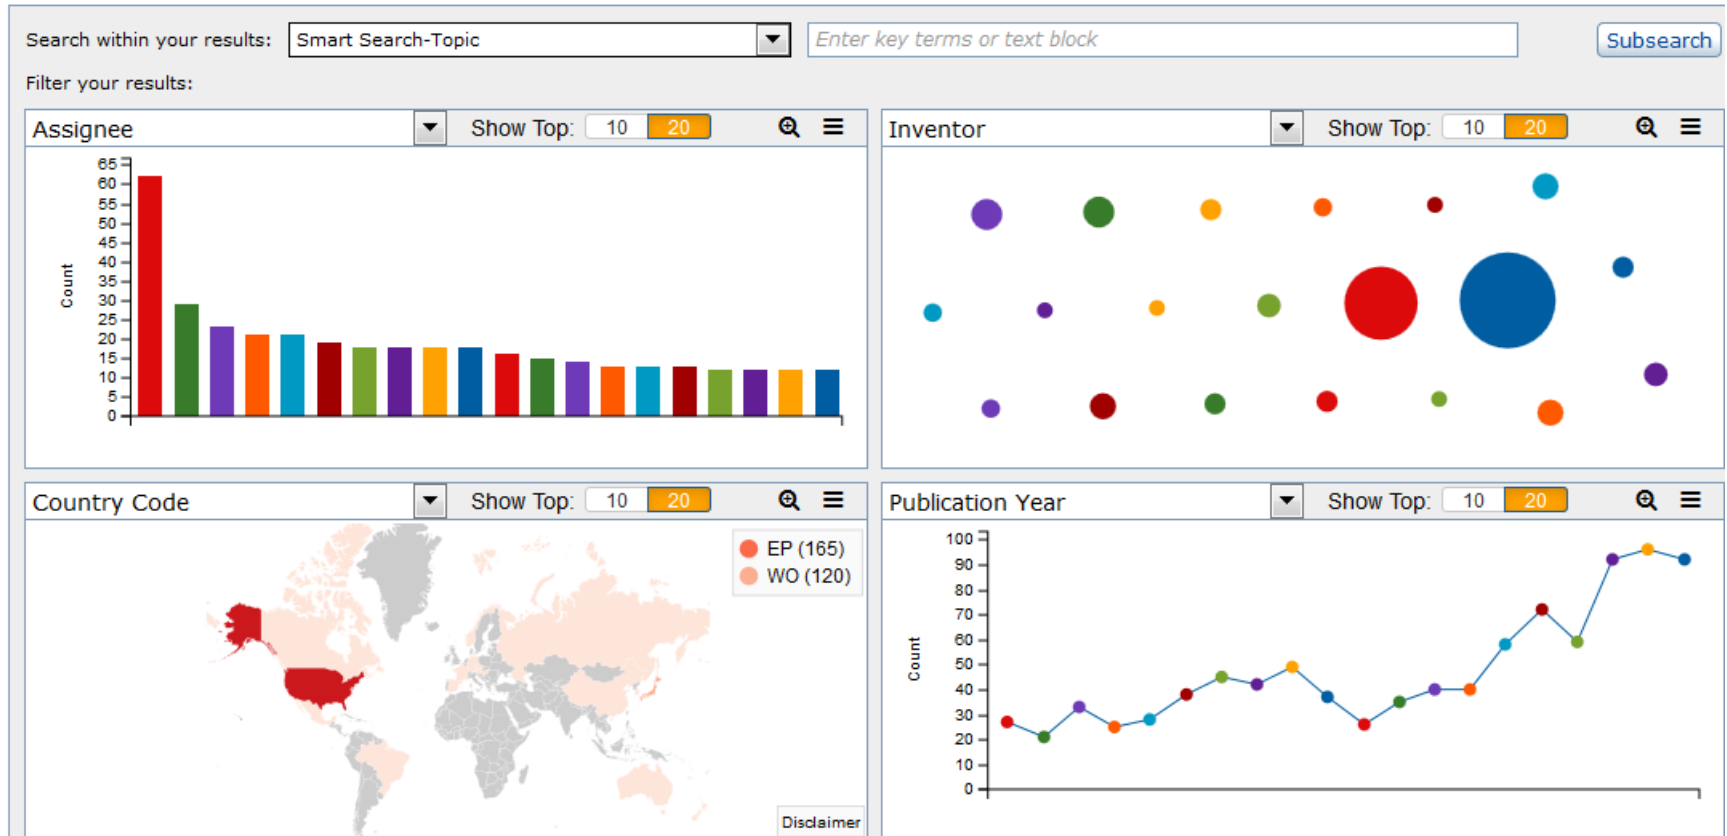 Search within your results: Smart Search-Topic Enter key terms or text block Subsearch
Filter your results:
Assignee Show Top: 10 20
65
60
55
50
45
40
35
30
25
20
15
10
5
0
Count
Inventor Show Top: 10 20
Country Code Show Top: 10 20
EP (165)
WO (120)
Disclaimer
Publication Year Show Top: 10 20
100
90
80
70
60
50
40
30
20
10
0
Count